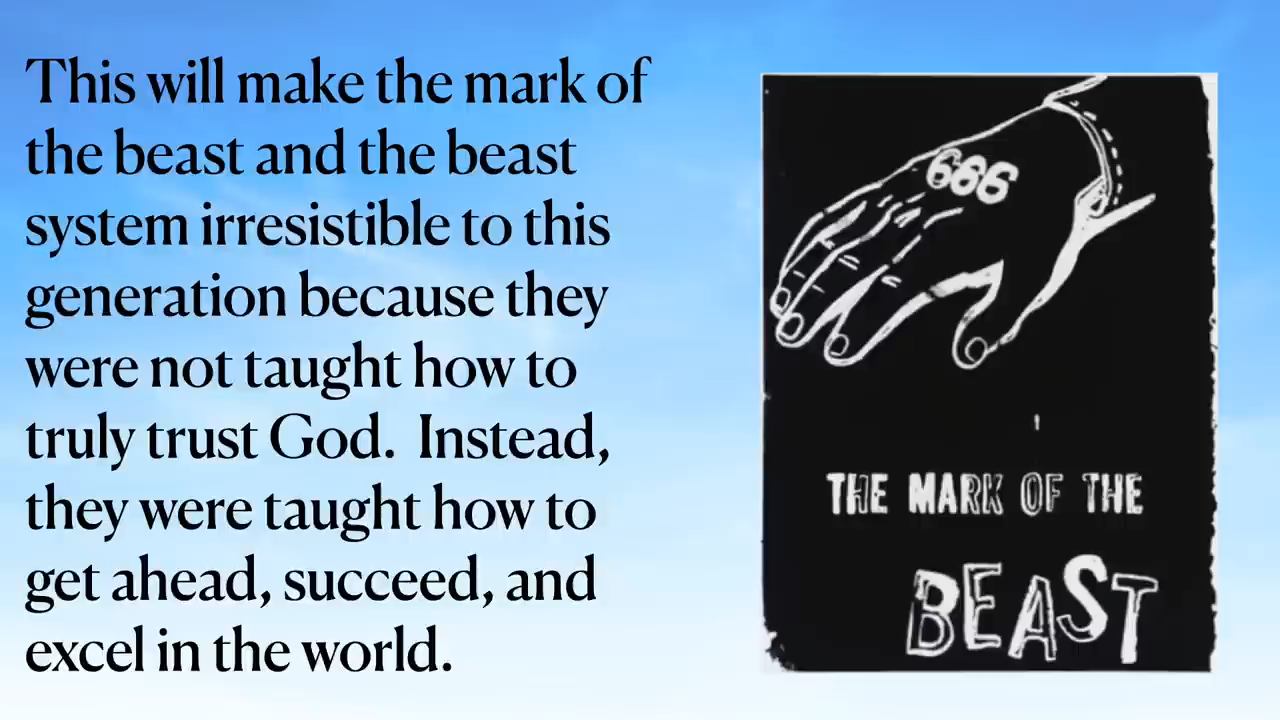 This will make the mark of
the beast and the beast
system irresistible to this
generation because they
were not taught how to
truly trust God.  Instead,
they were taught how to
get ahead, succeed, and
excel in the world.
666
THE MARK OF THE
BEAST